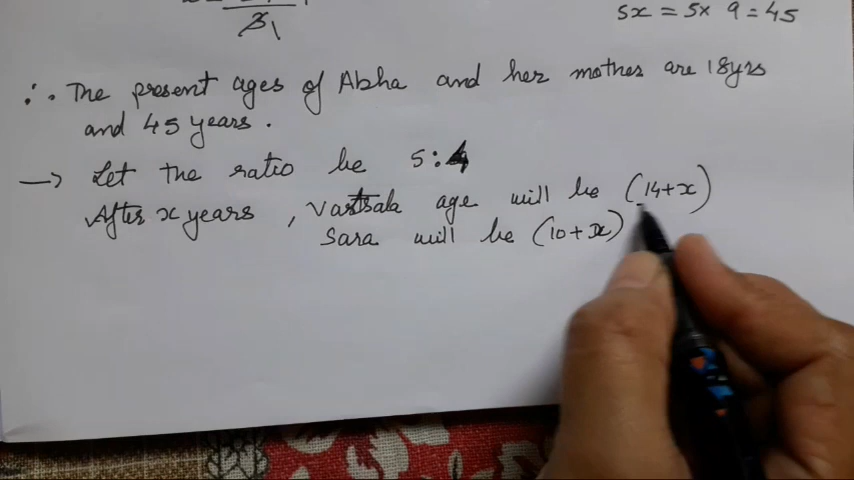 5x = 5x 9 = 45
∴ The present ages of Abha and her mother are 18yrs
and 45 years.
→ Let the ratio be 5:4
After x years, Vatsala age will be (14+x)
Sara will be (10+x)